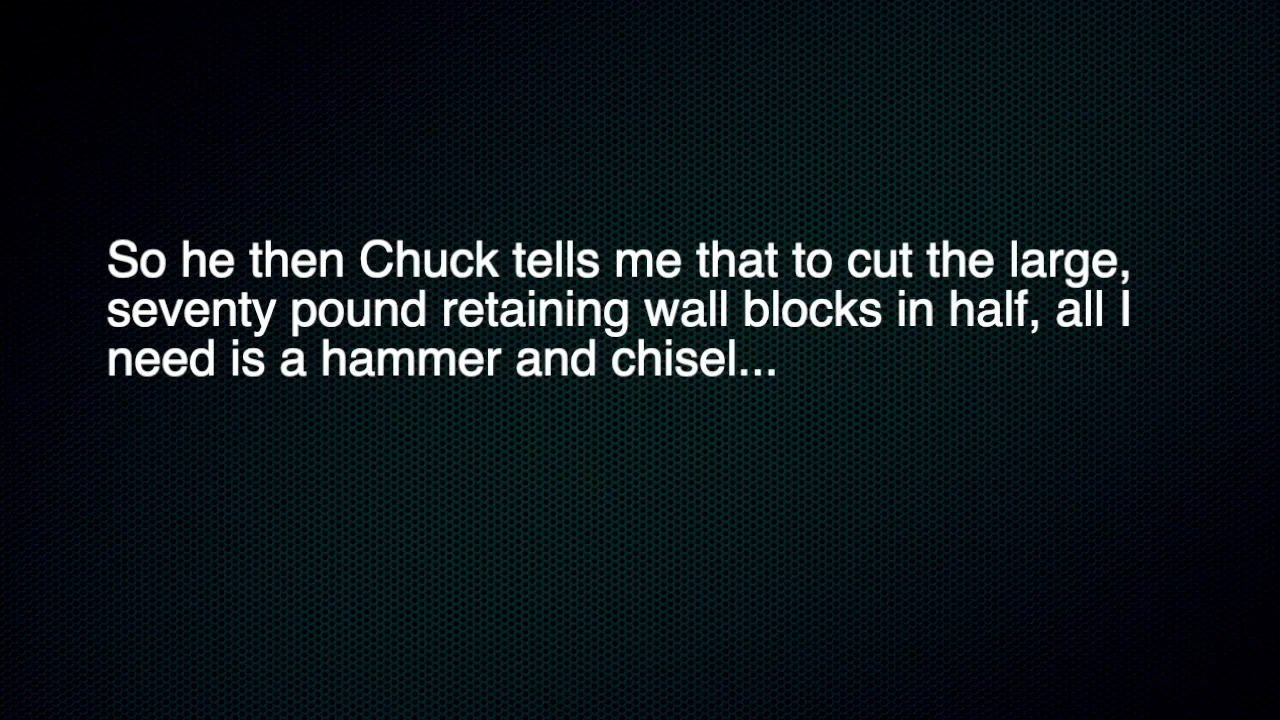 So he then Chuck tells me that to cut the large,
seventy pound retaining wall blocks in half, all I
need is a hammer and chisel...